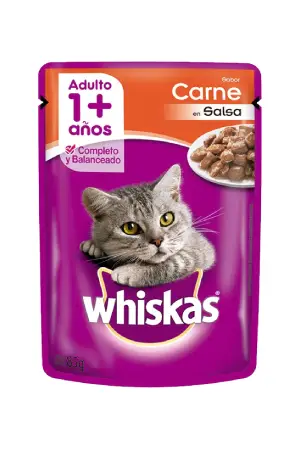 Adulto
1+
años
Completo
y Balanceado
Sabor
Carne
en Salsa
whiskas